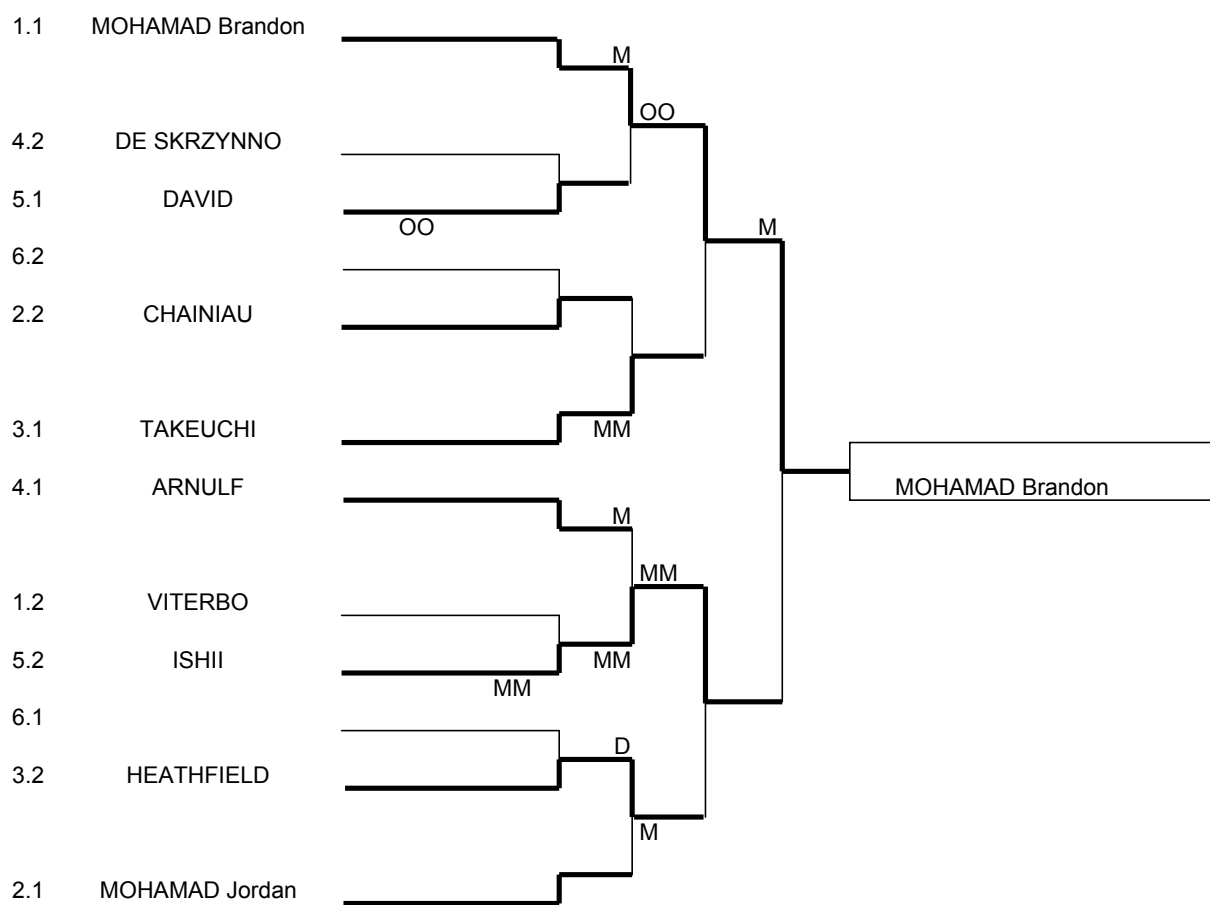 1.1 MOHAMAD Brandon
M
OO
4.2 DE SKRZYNNO
5.1 DAVID
OO
M
6.2
2.2 CHAINIAU
3.1 TAKEUCHI
MM
4.1 ARNULF
MOHAMAD Brandon
M
MM
1.2 VITERBO
5.2 ISHII
MM
MM
6.1
D
3.2 HEATHFIELD
M
2.1 MOHAMAD Jordan